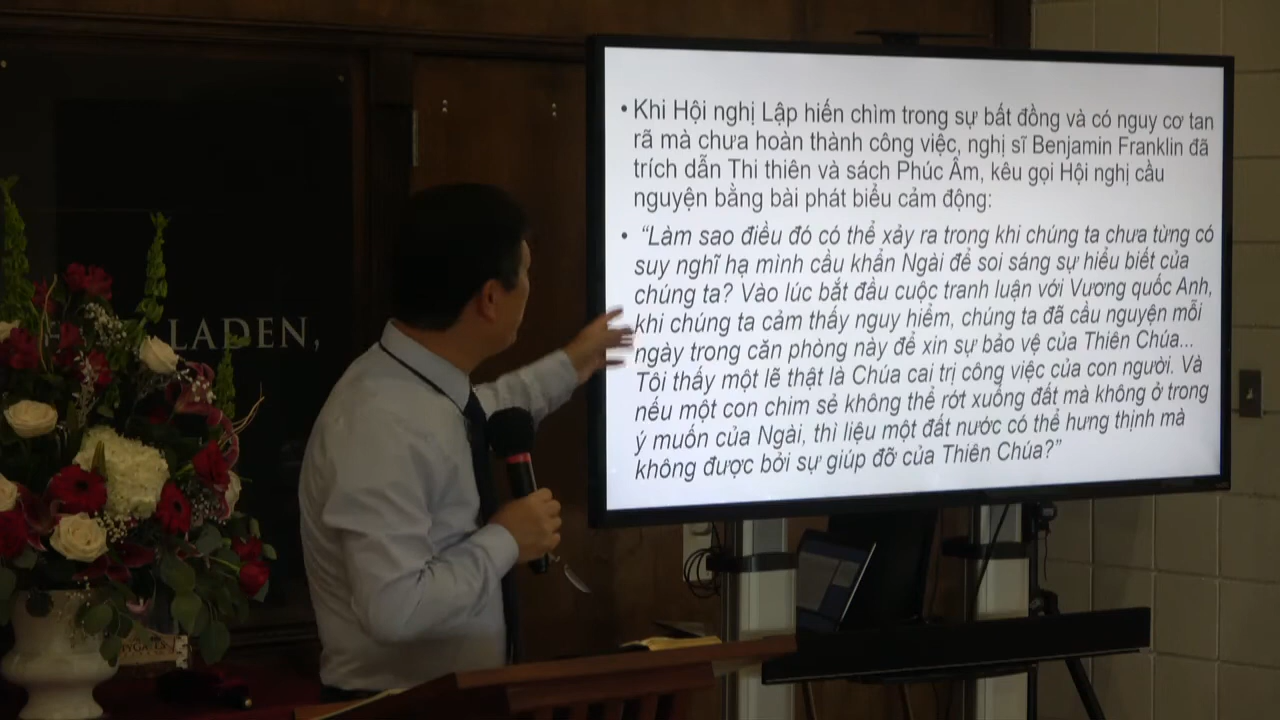 • Khi Hội nghị Lập hiến chìm trong sự bất đồng và có nguy cơ tan
rã mà chưa hoàn thành công việc, nghị sĩ Benjamin Franklin đã
trích dẫn Thi thiên và sách Phúc Âm, kêu gọi Hội nghị cầu
nguyện bằng bài phát biểu cảm động:
• “Làm sao điều đó có thể xảy ra trong khi chúng ta chưa từng có
suy nghĩ hạ mình cầu khẩn Ngài để soi sáng sự hiểu biết của
chúng ta? Vào lúc bắt đầu cuộc tranh luận với Vương quốc Anh,
khi chúng ta cảm thấy nguy hiểm, chúng ta đã cầu nguyện mỗi
ngày trong căn phòng này để xin sự bảo vệ của Thiên Chúa...
Tôi thấy một lẽ thật là Chúa cai trị công việc của con người. Và
nếu một con chim sẻ không thể rớt xuống đất mà không ở trong
ý muốn của Ngài, thì liệu một đất nước có thể hưng thịnh mà
không được bởi sự giúp đỡ của Thiên Chúa?”
LADEN,